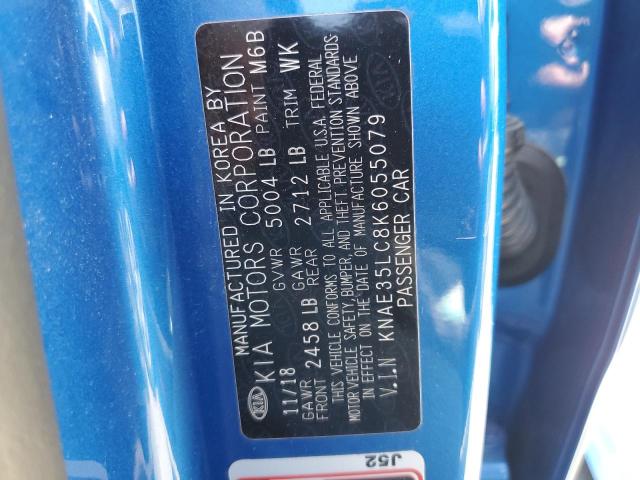 MANUFACTURED IN KOREA BY
KIA MOTORS CORPORATION
11/18 GVWR 5004 LB PAINT M6B
GAWR FRONT 2458 LB GAWR REAR 2712 LB TRIM WK
THIS VEHICLE CONFORMS TO ALL APPLICABLE U.S.A. FEDERAL
MOTOR VEHICLE SAFETY, BUMPER, AND THEFT PREVENTION STANDARDS
IN EFFECT ON THE DATE OF MANUFACTURE SHOWN ABOVE
V.I.N KNAE35LC8K6055079
PASSENGER CAR
KIA
J52